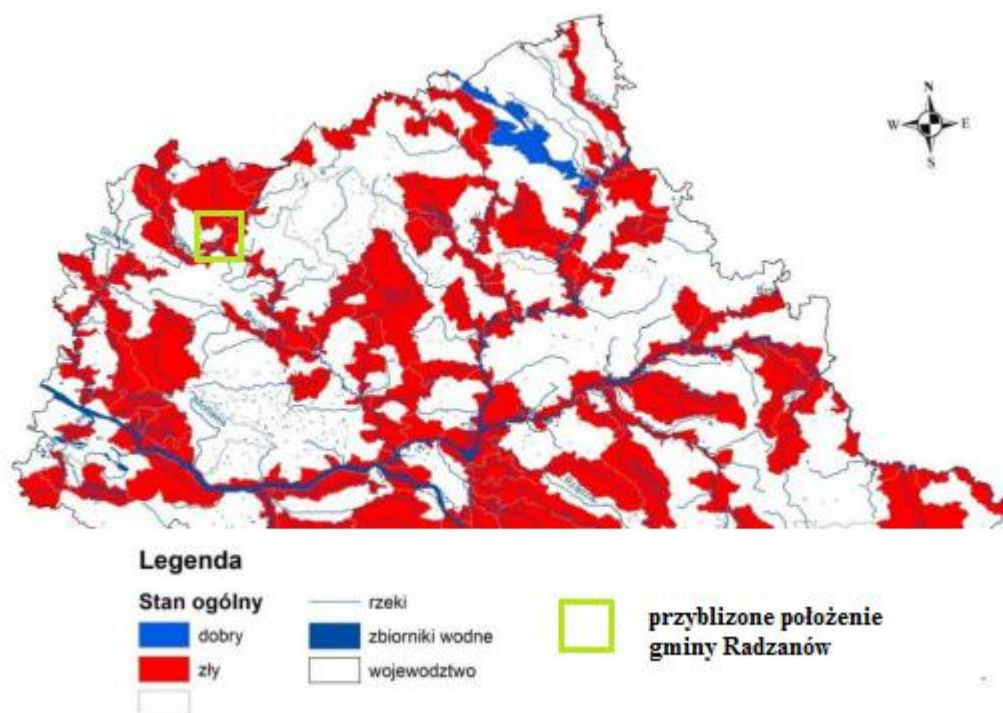 N
W E
S
Legenda
Stan ogólny
dobry
zły
rzeki
zbiorniki wodne
wojewodztwo
przyblizone położenie
gminy Radzanów